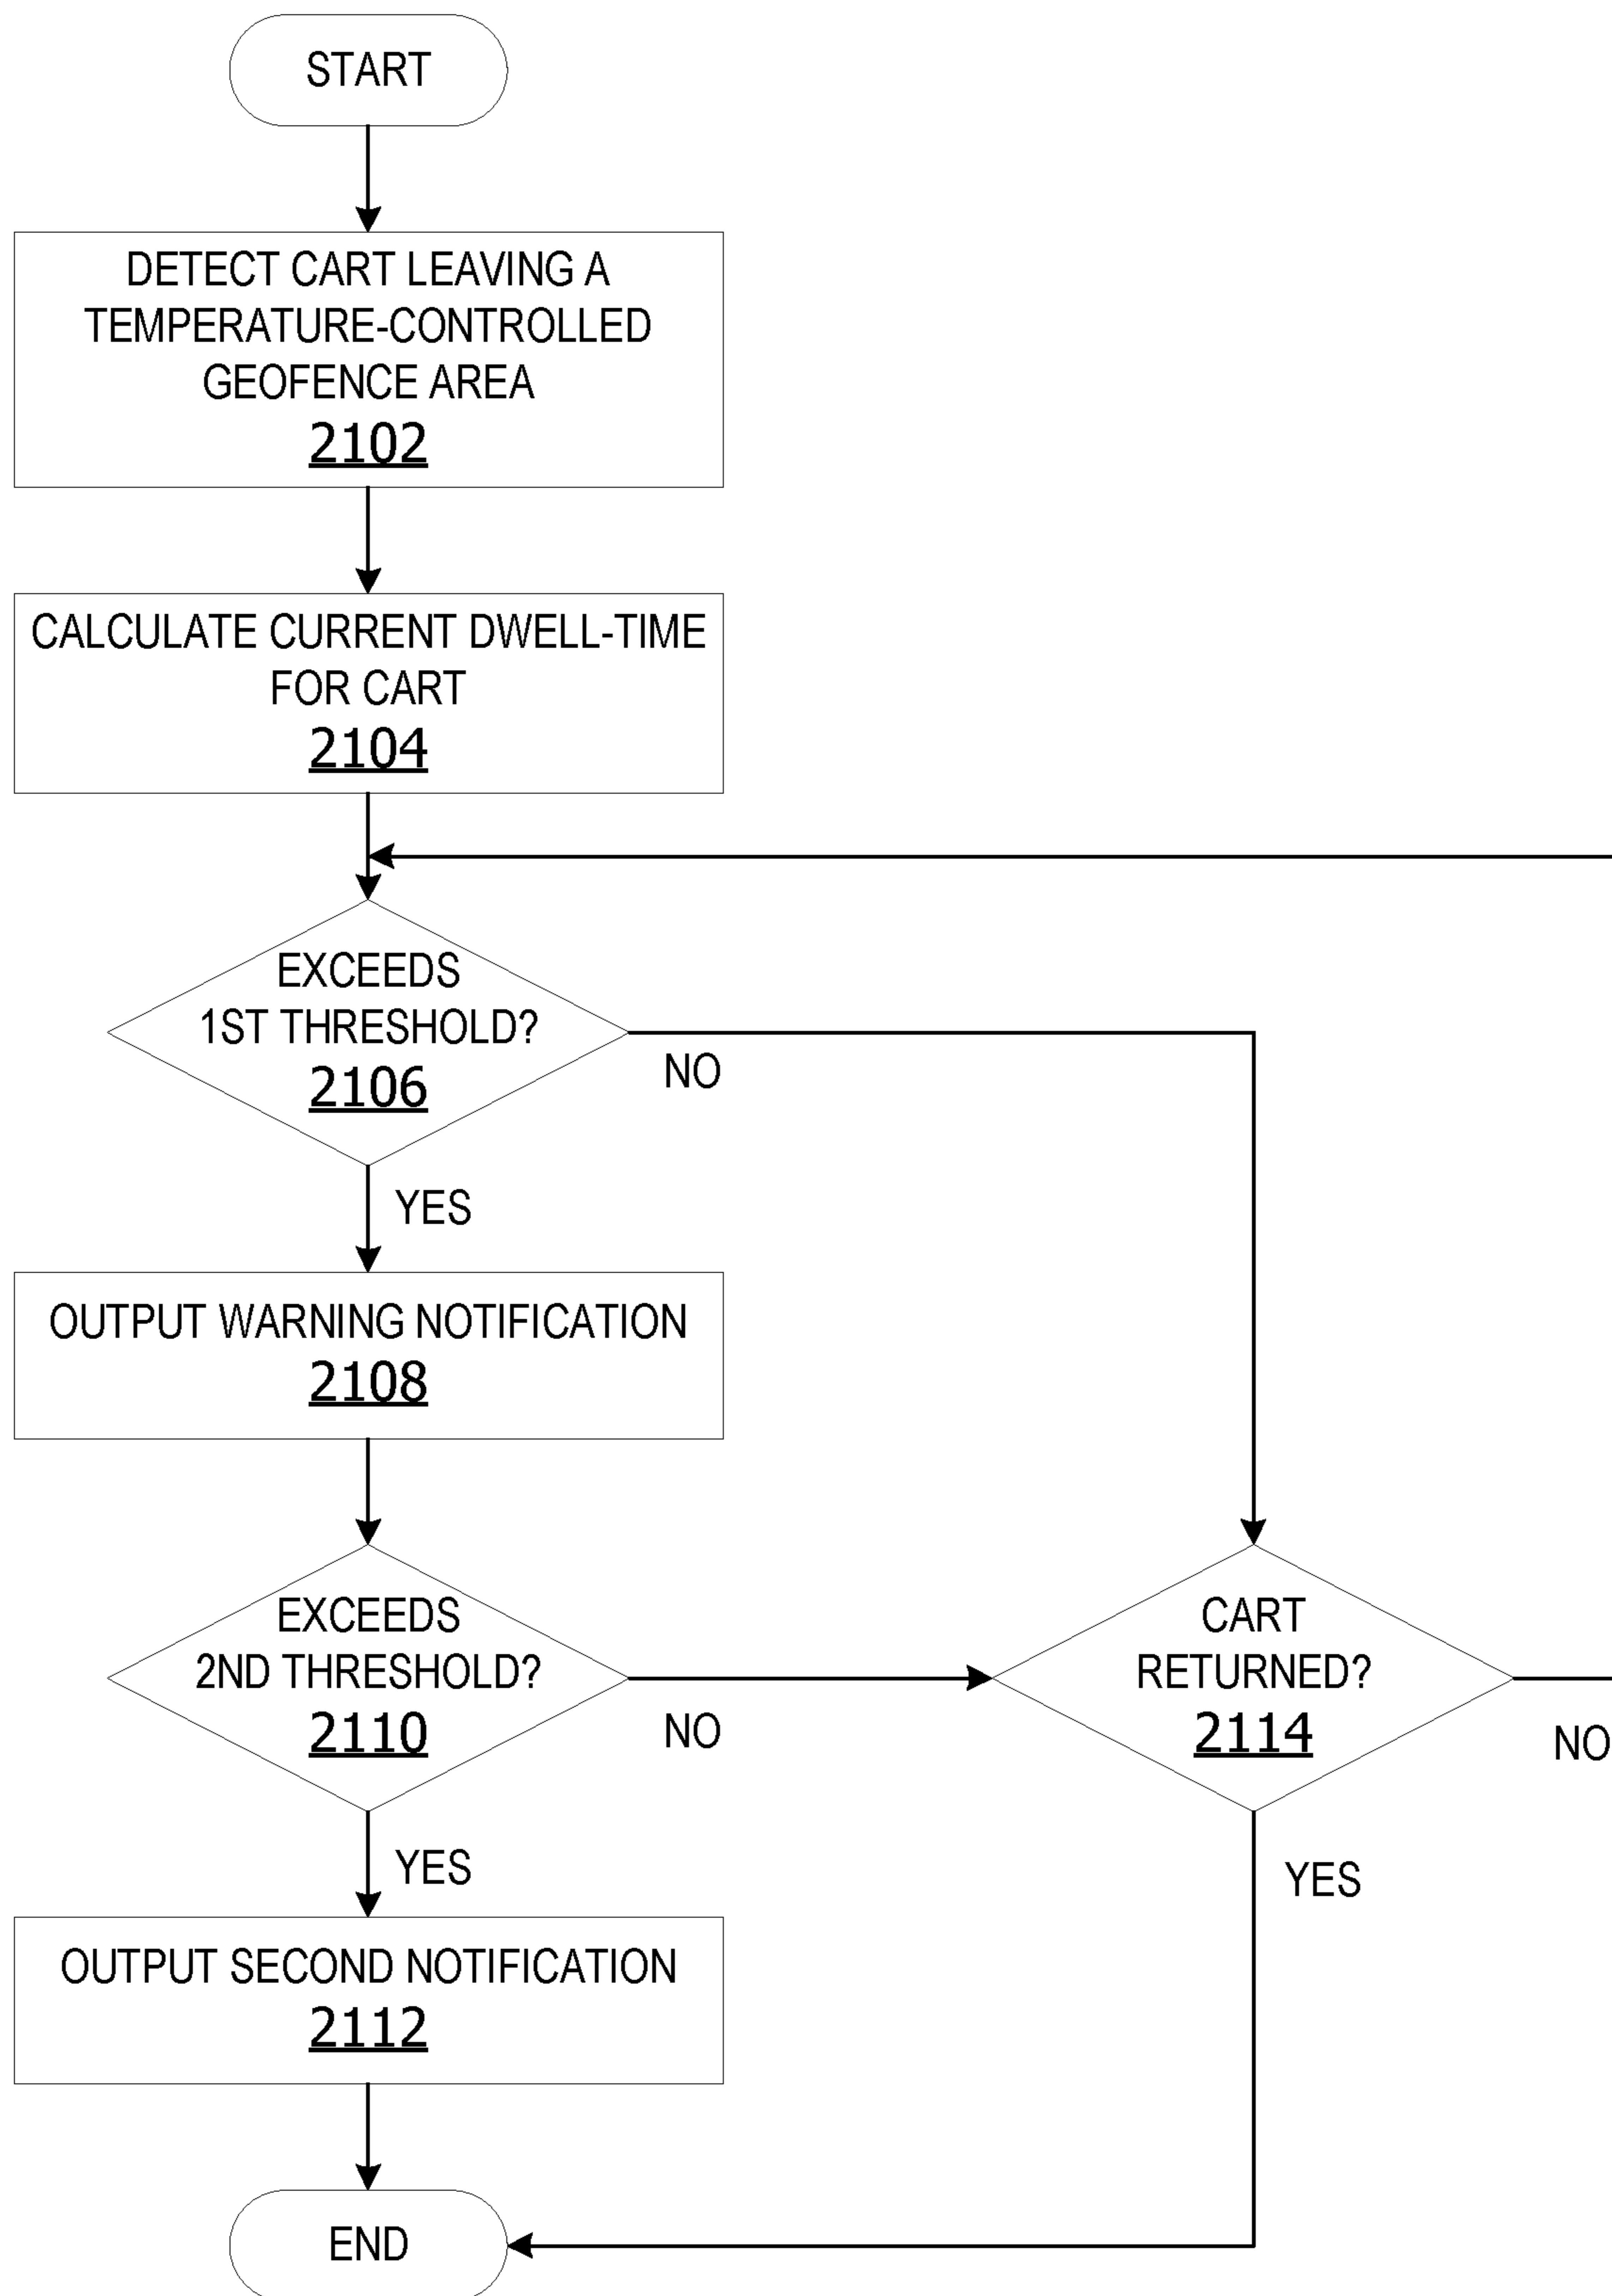 START
DETECT CART LEAVING A
TEMPERATURE-CONTROLLED
GEOFENCE AREA
2102
CALCULATE CURRENT DWELL-TIME
FOR CART
2104
EXCEEDS
1ST THRESHOLD?
2106
NO
YES
OUTPUT WARNING NOTIFICATION
2108
EXCEEDS
2ND THRESHOLD?
2110
NO
CART
RETURNED?
2114
NO
YES
YES
OUTPUT SECOND NOTIFICATION
2112
END